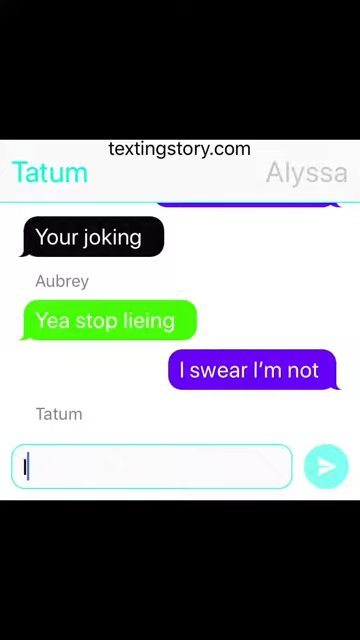 textingstory.com
Tatum
Alyssa
Your joking
Aubrey
Yea stop lieing
I swear I'm not
Tatum
I